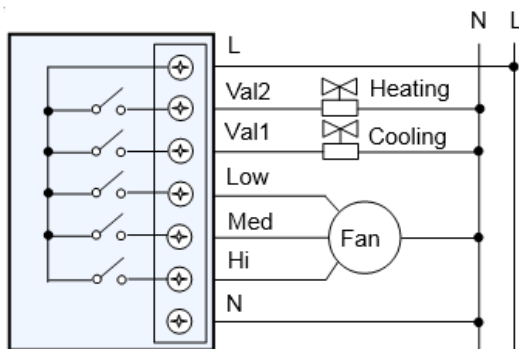 N L
L
Val2 Heating
Val1 Cooling
Low
Med Fan
Hi
N